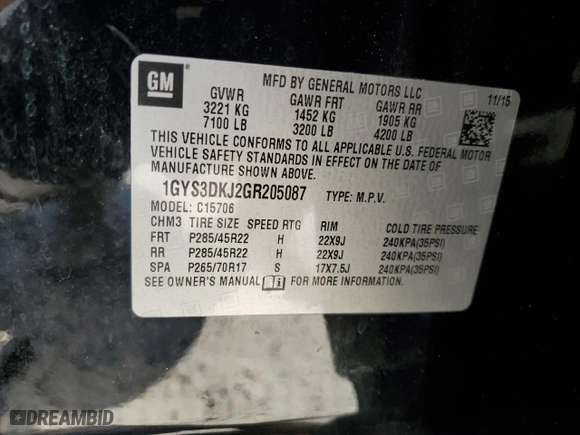 GM ®
MFD BY GENERAL MOTORS LLC
GVWR GAWR FRT GAWR RR 11/15
3221 KG 1452 KG 1905 KG
7100 LB 3200 LB 4200 LB
THIS VEHICLE CONFORMS TO ALL APPLICABLE U.S. FEDERAL MOTOR
VEHICLE SAFETY STANDARDS IN EFFECT ON THE DATE OF
MANUFACTURE SHOWN ABOVE.
1GYS3DKJ2GR205087 TYPE: M.P.V.
MODEL: C15706
CHM3 TIRE SIZE SPEED RTG RIM COLD TIRE PRESSURE
FRT P285/45R22 H 22X9J 240KPA(35PSI)
RR P285/45R22 H 22X9J 240KPA(35PSI)
SPA P265/70R17 S 17X7.5J 240KPA(35PSI)
SEE OWNER'S MANUAL FOR MORE INFORMATION.
DREAMBID